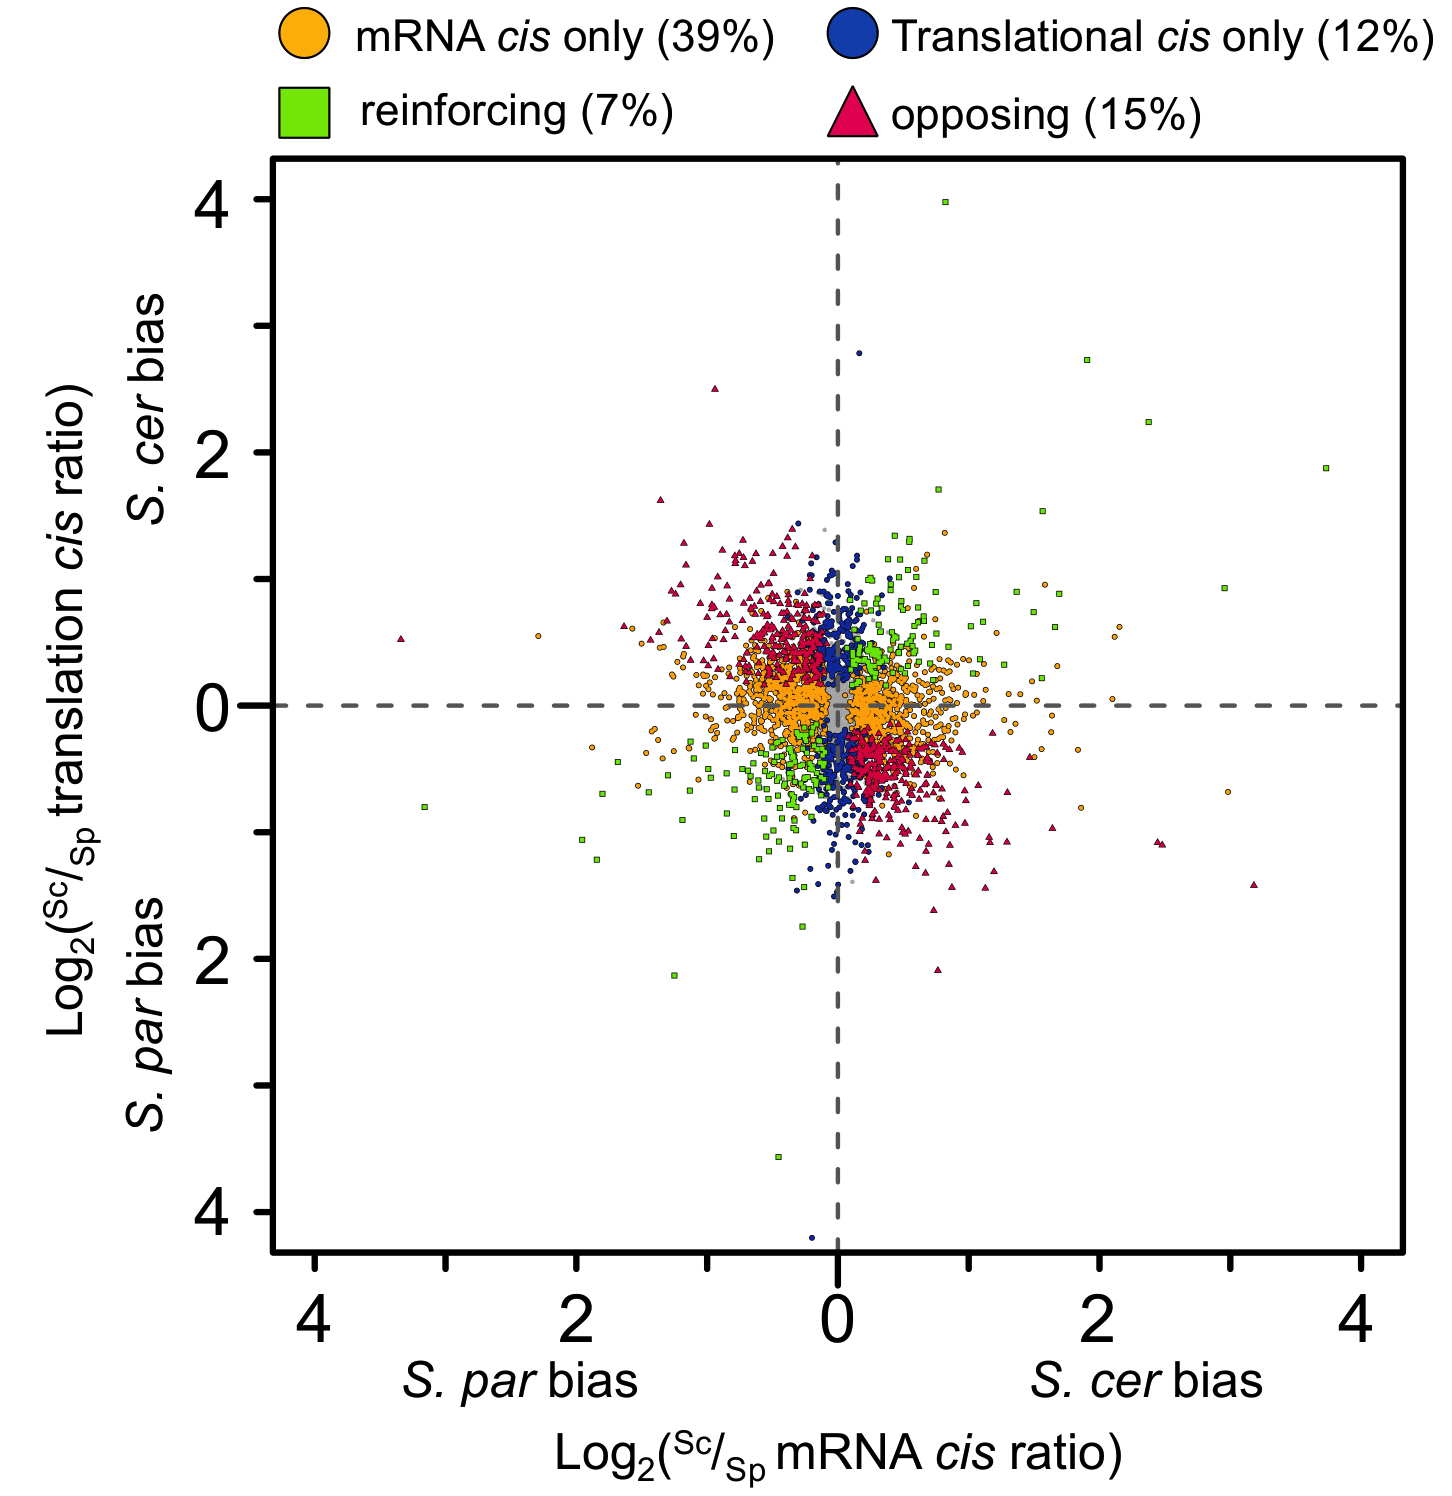 mRNA cis only (39%) Translational cis only (12%)
reinforcing (7%) opposing (15%)
4
2
0
2
4
S. cer bias
S. par bias
Log2(Sc/Sp translation cis ratio)
4 2 0 2 4
S. par bias S. cer bias
Log2(Sc/Sp mRNA cis ratio)